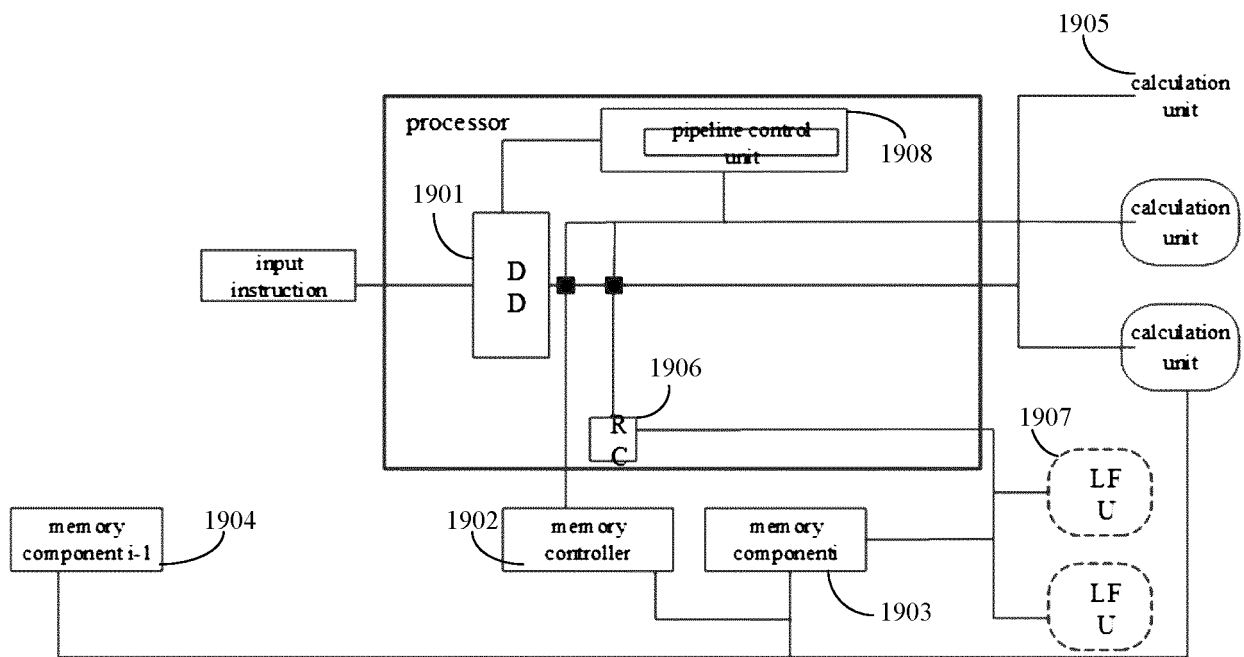 1905
calculation
unit
processor
pipeline control
unit
1908
1901
calculation
unit
input
instruction
D
D
calculation
unit
1906
R
C
1907
LF
U
memory
component i-1
1904
1902
memory
controller
memory
componenti
1903
LF
U